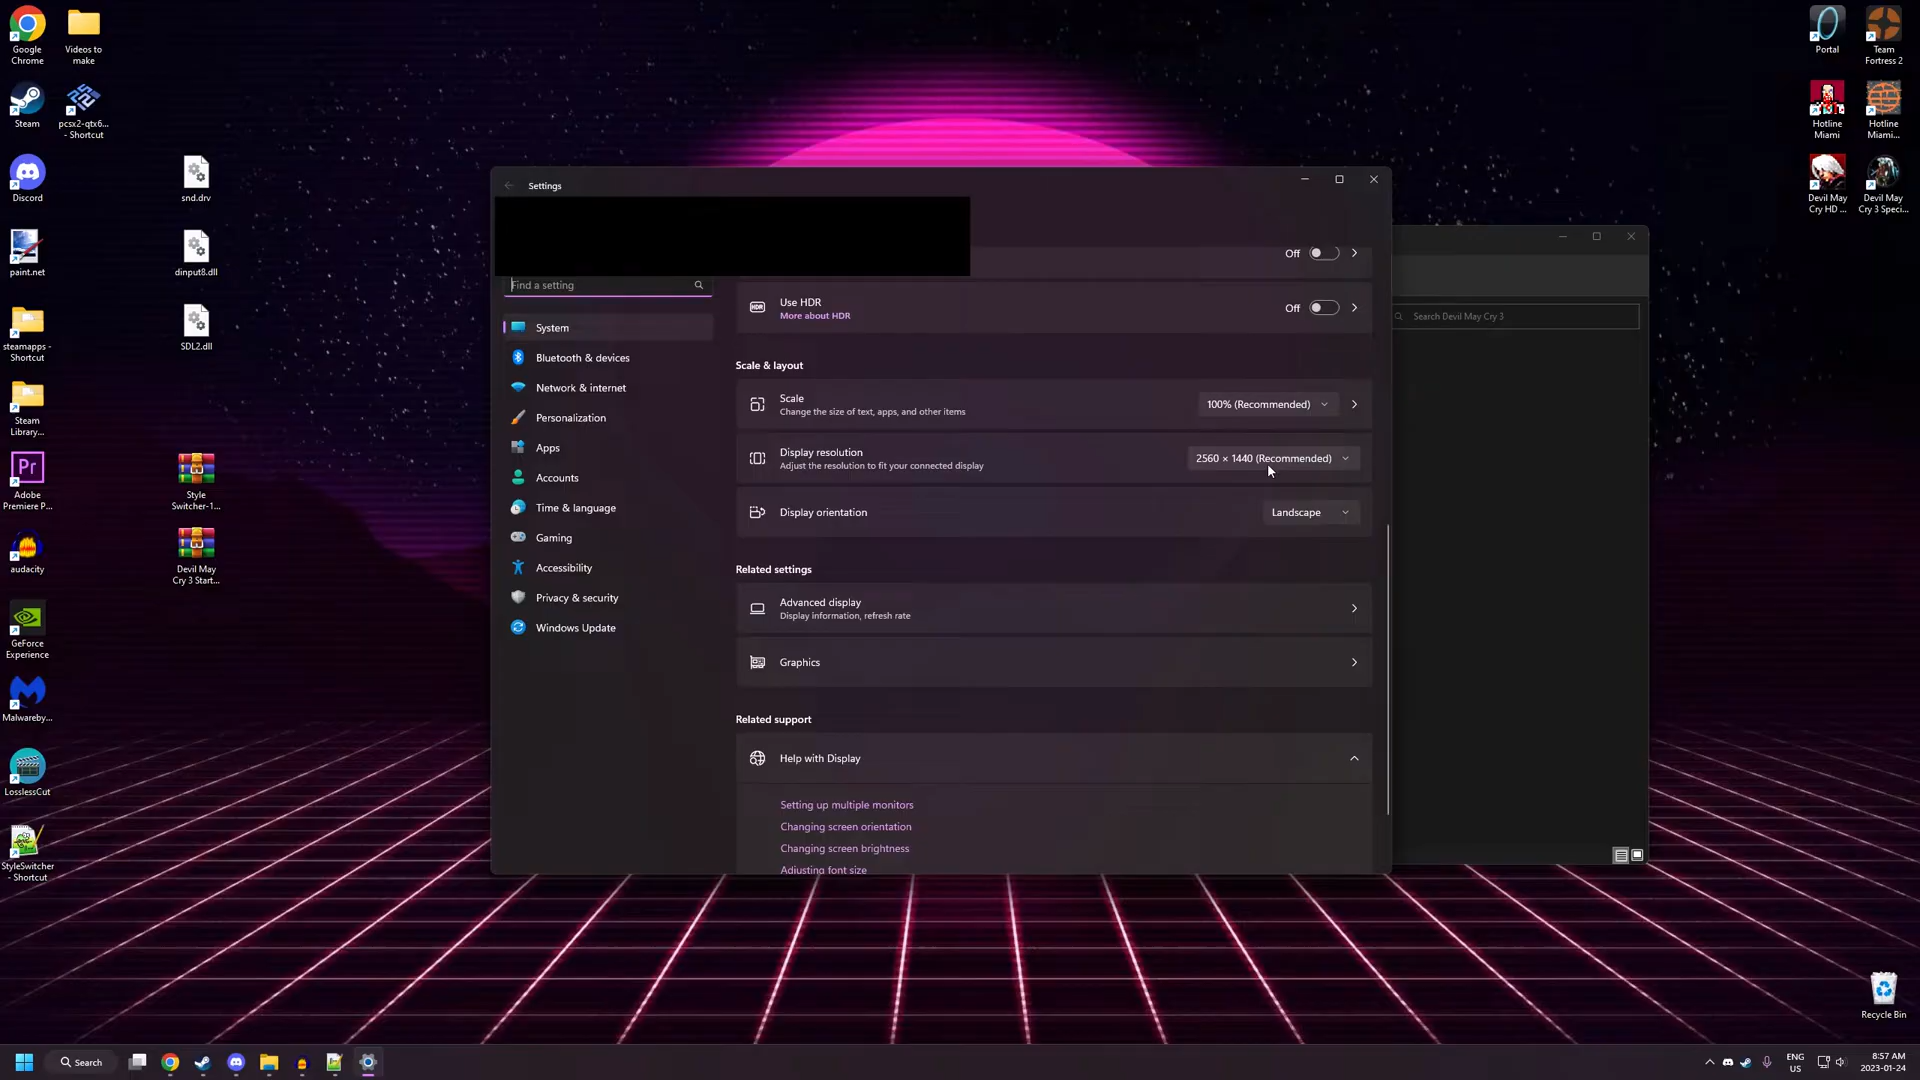 Google
Chrome
Videos to
make
Steam
pcsx2-qtx6...
- Shortcut
Discord
snd.drv
paint.net
dinput8.dll
steamapps -
Shortcut
SDL2.dll
Steam
Library...
Adobe
Premiere P...
Style
Switcher-1...
audacity
Devil May
Cry 3 Start...
GeForce
Experience
Malwareby...
LosslessCut
StyleSwitcher
- Shortcut
Portal
Team
Fortress 2
Hotline
Miami
Hotline
Miami...
Devil May
Cry HD ...
Devil May
Cry 3 Speci...
Settings
Find a setting
System
Bluetooth & devices
Network & internet
Personalization
Apps
Accounts
Time & language
Gaming
Accessibility
Privacy & security
Windows Update
Off
HDR
Use HDR
More about HDR
Off
Scale & layout
Scale
Change the size of text, apps, and other items
100% (Recommended)
Display resolution
Adjust the resolution to fit your connected display
2560 × 1440 (Recommended)
Display orientation
Landscape
Related settings
Advanced display
Display information, refresh rate
Graphics
Related support
Help with Display
Setting up multiple monitors
Changing screen orientation
Changing screen brightness
Adjusting font size
Search Devil May Cry 3
Recycle Bin
Search
ENG
US
8:57 AM
2023-01-24
Pr